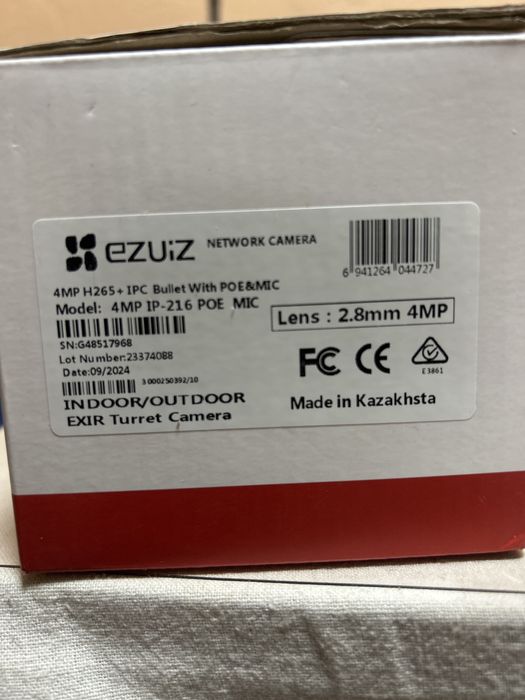 ezuiz NETWORK CAMERA
6 941264 044727
4MP H265+ IPC Bullet With POE&MIC
Model: 4MP IP-216 POE MIC
Lens : 2.8mm 4MP
SN:G48517968
Lot Number:23374088
Date:09/2024
3 000250392/10
FC CE
E3861
INDOOR/OUTDOOR
EXIR Turret Camera
Made in Kazakhsta